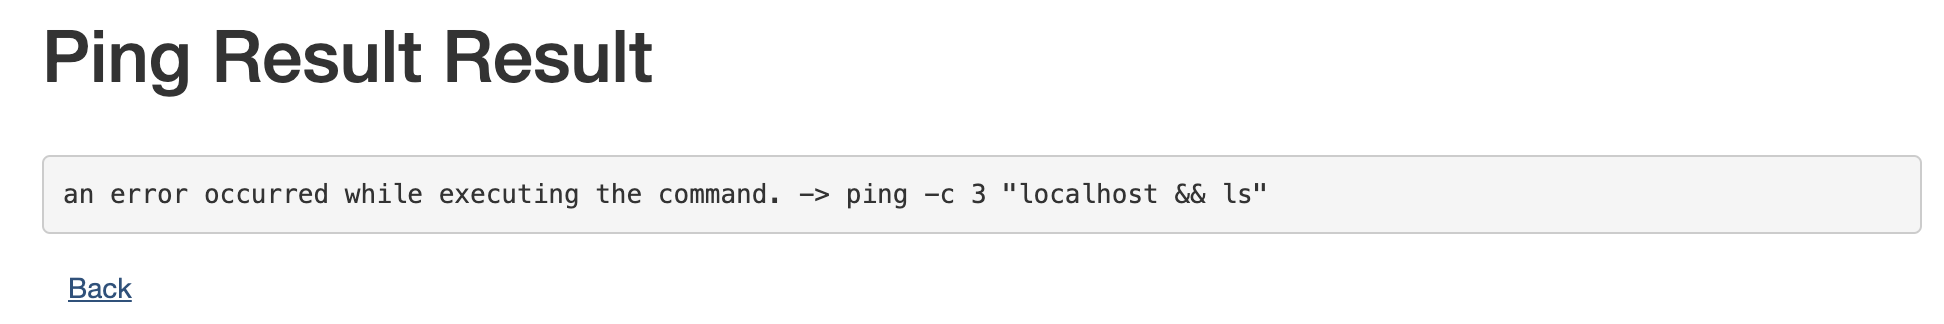 Ping Result Result
an error occurred while executing the command. -> ping -c 3 "localhost && ls"
Back